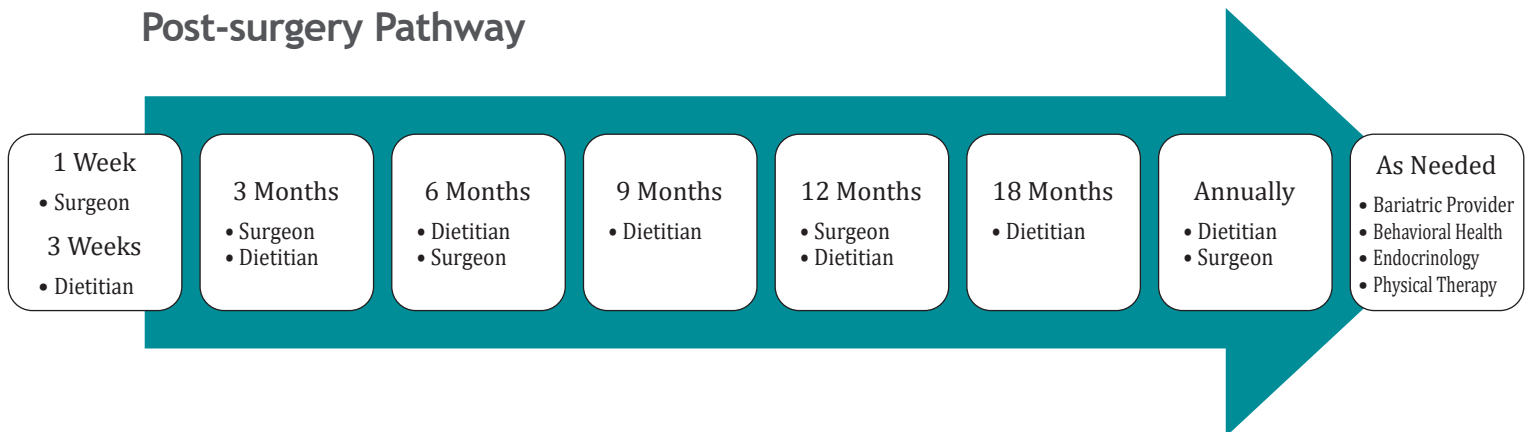 Post-surgery Pathway
1 Week
• Surgeon
3 Weeks
• Dietitian
3 Months
• Surgeon
• Dietitian
6 Months
• Dietitian
• Surgeon
9 Months
• Dietitian
12 Months
• Surgeon
• Dietitian
18 Months
• Dietitian
Annually
• Dietitian
• Surgeon
As Needed
• Bariatric Provider
• Behavioral Health
• Endocrinology
• Physical Therapy